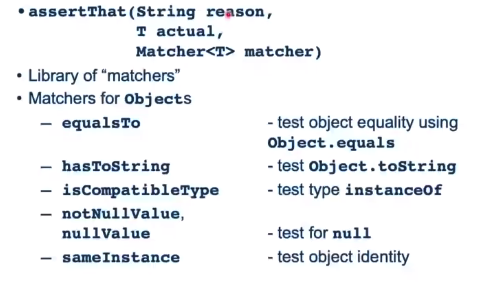 • assertThat(String reason,
T actual,
Matcher<T> matcher)
• Library of “matchers”
• Matchers for Objects
– equalsTo - test object equality using
Object.equals
– hasToString - test Object.toString
– isCompatibleType - test type instanceOf
– notNullValue,
nullValue - test for null
– sameInstance - test object identity